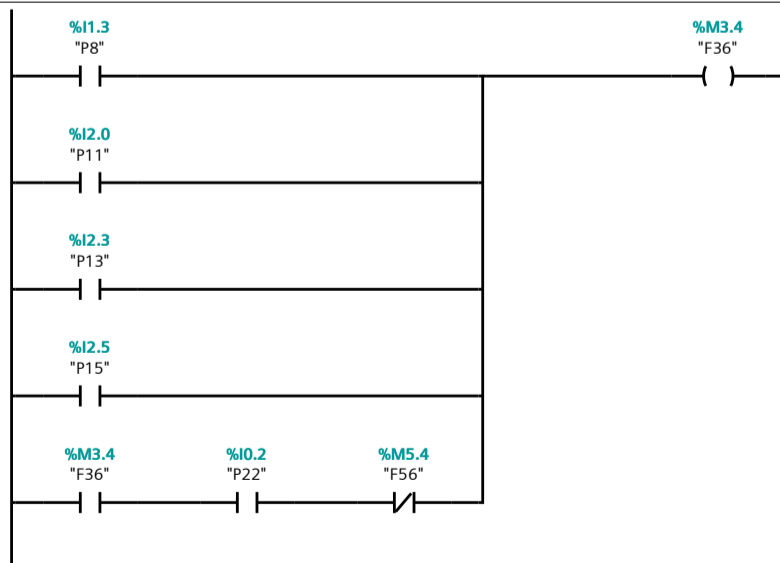 %I1.3
"P8"
%M3.4
"F36"
%I2.0
"P11"
%I2.3
"P13"
%I2.5
"P15"
%M3.4
"F36"
%I0.2
"P22"
%M5.4
"F56"